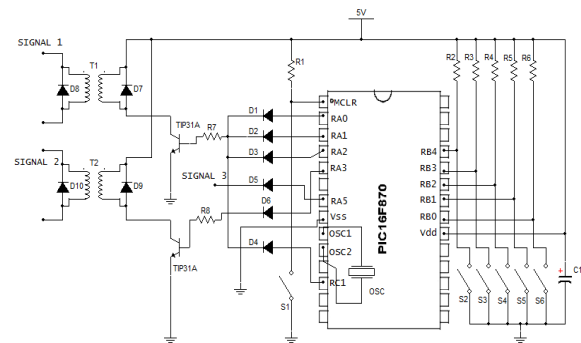 5V
SIGNAL 1
T1
D8
D7
R1
R2
R3
R4
R5
R6
TIP31A
R7
D1
D2
D3
D5
D6
D4
MCLR
RA0
RA1
RA2
RA3
RA5
Vss
OSC1
OSC2
RC1
PIC16F870
RB4
RB3
RB2
RB1
RB0
Vdd
SIGNAL 2
T2
D10
D9
SIGNAL 3
R8
TIP31A
OSC
S1
S2
S3
S4
S5
S6
+
C1